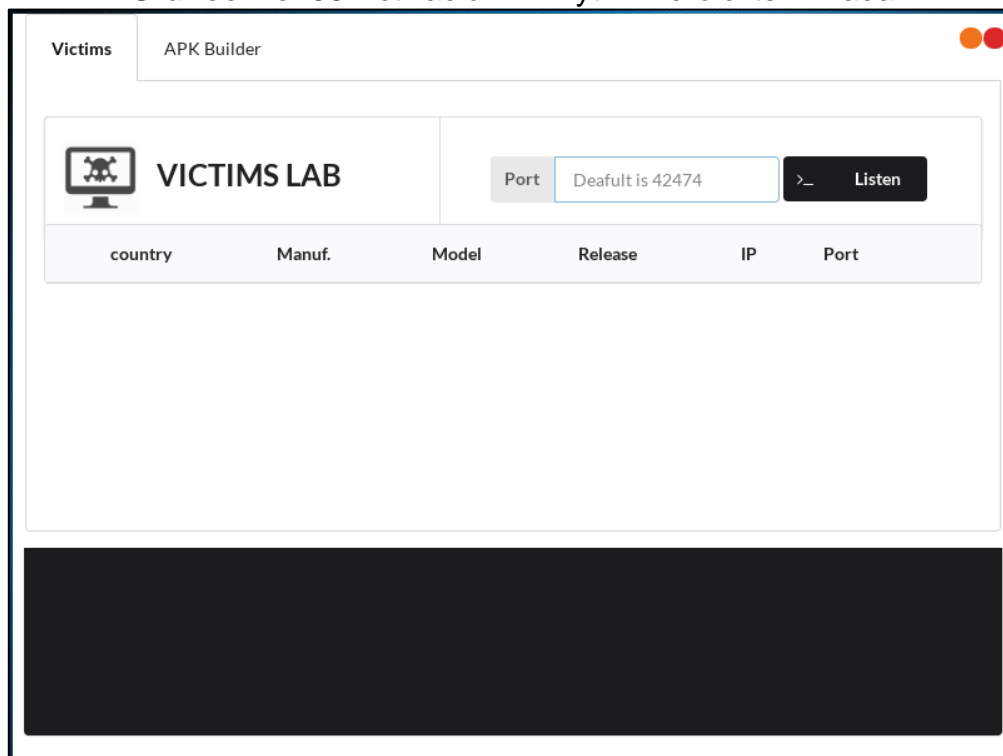 Victims APK Builder
VICTIMS LAB
Port Deafult is 42474 >_ Listen
country Manuf. Model Release IP Port